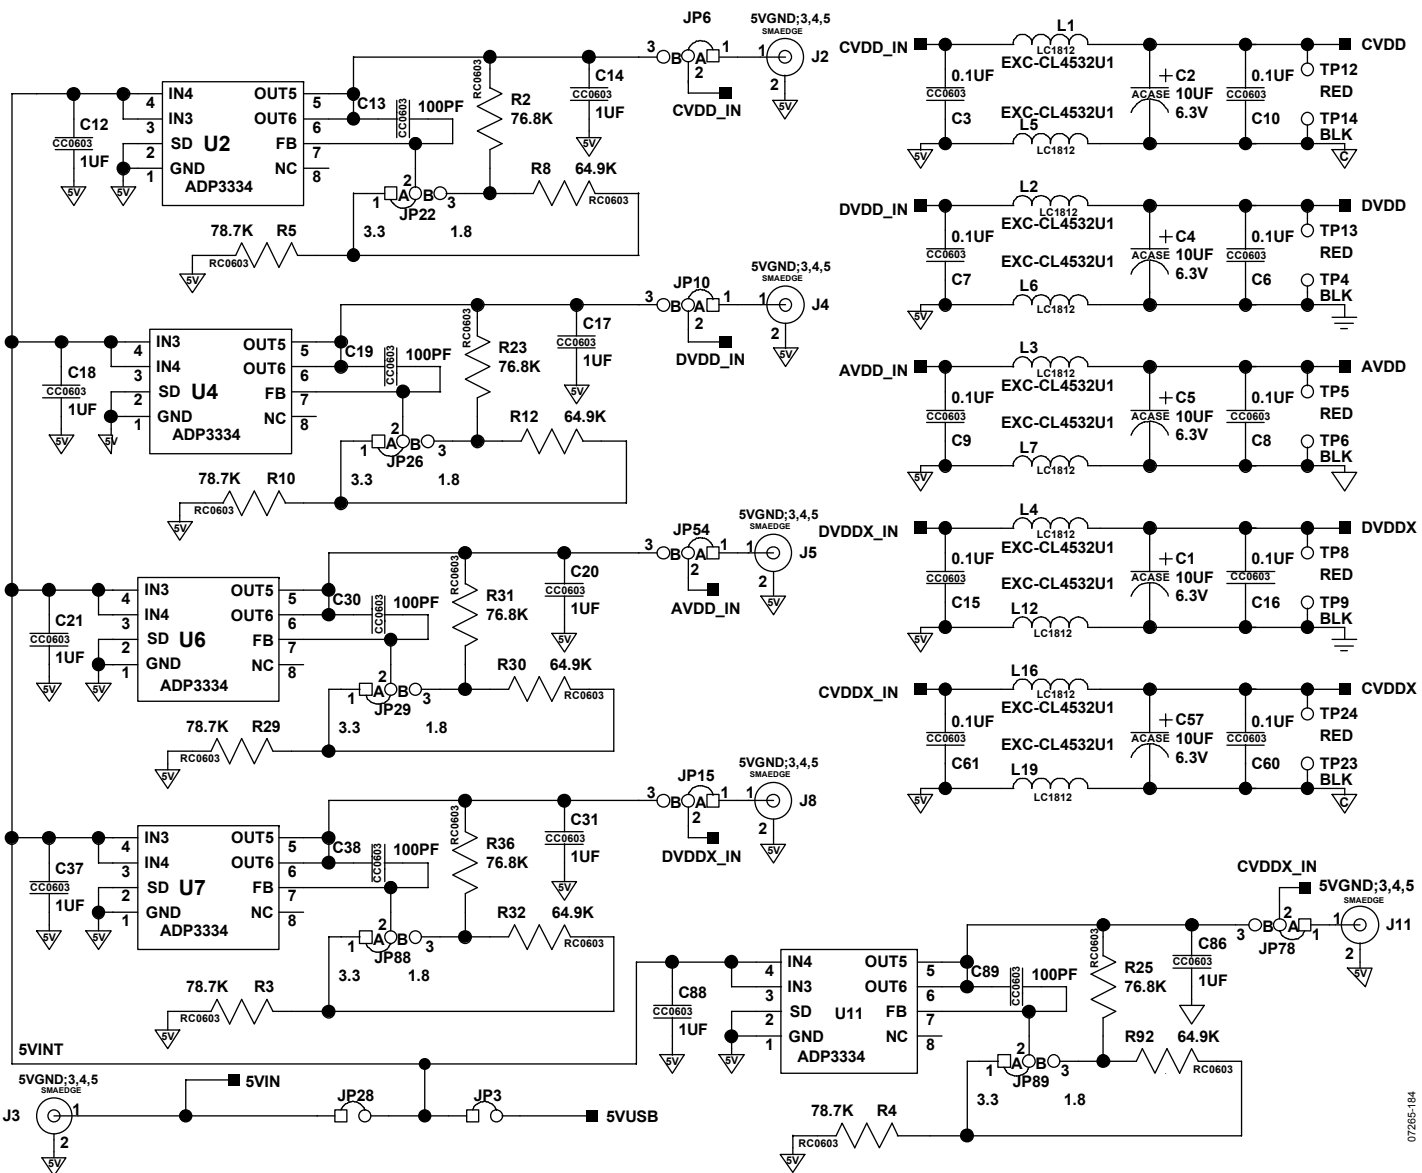 JP6 5VGND;3,4,5
SMAEDGE
3 B A 1 1 J2
2 2
CVDD_IN 5V
RC0603 R2 76.8K
C14 CC0603 1UF 5V
C12 CC0603 1UF 5V
IN4 4 OUT5 5
IN3 3 OUT6 6
SD 2 FB 7
GND 1 NC 8
U2
ADP3334
5V
C13 CC0603 100PF
1 A 2 B 3
JP22
3.3 1.8
R8 64.9K RC0603
78.7K R5 RC0603
5V
JP10 5VGND;3,4,5
SMAEDGE
3 B A 1 1 J4
2 2
DVDD_IN 5V
RC0603 R23 76.8K
C17 CC0603 1UF 5V
C18 CC0603 1UF 5V
IN3 4 OUT5 5
IN4 3 OUT6 6
SD 2 FB 7
GND 1 NC 8
U4
ADP3334
5V
C19 CC0603 100PF
1 A 2 B 3
JP26
3.3 1.8
R12 64.9K RC0603
78.7K R10 RC0603
5V
JP54 5VGND;3,4,5
SMAEDGE
3 B A 1 1 J5
2 2
AVDD_IN 5V
RC0603 R31 76.8K
C20 CC0603 1UF 5V
C21 CC0603 1UF 5V
IN3 4 OUT5 5
IN4 3 OUT6 6
SD 2 FB 7
GND 1 NC 8
U6
ADP3334
5V
C30 CC0603 100PF
1 A 2 B 3
JP29
3.3 1.8
R30 64.9K RC0603
78.7K R29 RC0603
5V
JP15 5VGND;3,4,5
SMAEDGE
3 B A 1 1 J8
2 2
DVDDX_IN 5V
RC0603 R36 76.8K
C31 CC0603 1UF 5V
C37 CC0603 1UF 5V
IN3 4 OUT5 5
IN4 3 OUT6 6
SD 2 FB 7
GND 1 NC 8
U7
ADP3334
5V
C38 CC0603 100PF
1 A 2 B 3
JP88
3.3 1.8
R32 64.9K RC0603
78.7K R3 RC0603
5V
5VINT
5VGND;3,4,5
SMAEDGE
J3 1
2
5V
5VIN
JP28 JP3 5VUSB
CVDD_IN L1 CVDD
LC1812
EXC-CL4532U1
0.1UF CC0603 C3
+ C2 ACASE 10UF 6.3V
0.1UF CC0603 C10
TP12 RED
EXC-CL4532U1
L5
LC1812
TP14 BLK
5V C
DVDD_IN L2 DVDD
LC1812
EXC-CL4532U1
0.1UF CC0603 C7
+ C4 ACASE 10UF 6.3V
0.1UF CC0603 C6
TP13 RED
EXC-CL4532U1
L6
LC1812
TP4 BLK
5V
AVDD_IN L3 AVDD
LC1812
EXC-CL4532U1
0.1UF CC0603 C9
+ C5 ACASE 10UF 6.3V
0.1UF CC0603 C8
TP5 RED
EXC-CL4532U1
L7
LC1812
TP6 BLK
5V
DVDDX_IN L4 DVDDX
LC1812
EXC-CL4532U1
0.1UF CC0603 C15
+ C1 ACASE 10UF 6.3V
0.1UF CC0603 C16
TP8 RED
EXC-CL4532U1
L12
LC1812
TP9 BLK
5V
CVDDX_IN L16 CVDDX
LC1812
EXC-CL4532U1
0.1UF CC0603 C61
+ C57 ACASE 10UF 6.3V
0.1UF CC0603 C60
TP24 RED
EXC-CL4532U1
L19
LC1812
TP23 BLK
5V C
CVDDX_IN
5VGND;3,4,5
SMAEDGE
3 B 2 A 1 1 J11
JP78 2
5V
RC0603 R25 76.8K
C86 CC0603 1UF
C88 CC0603 1UF 5V
IN4 4 OUT5 5
IN3 3 OUT6 6
SD 2 FB 7
GND 1 NC 8
U11
ADP3334
5V
C89 CC0603 100PF
1 A 2 B 3
JP89
3.3 1.8
R92 64.9K RC0603
78.7K R4 RC0603
5V
07265-184